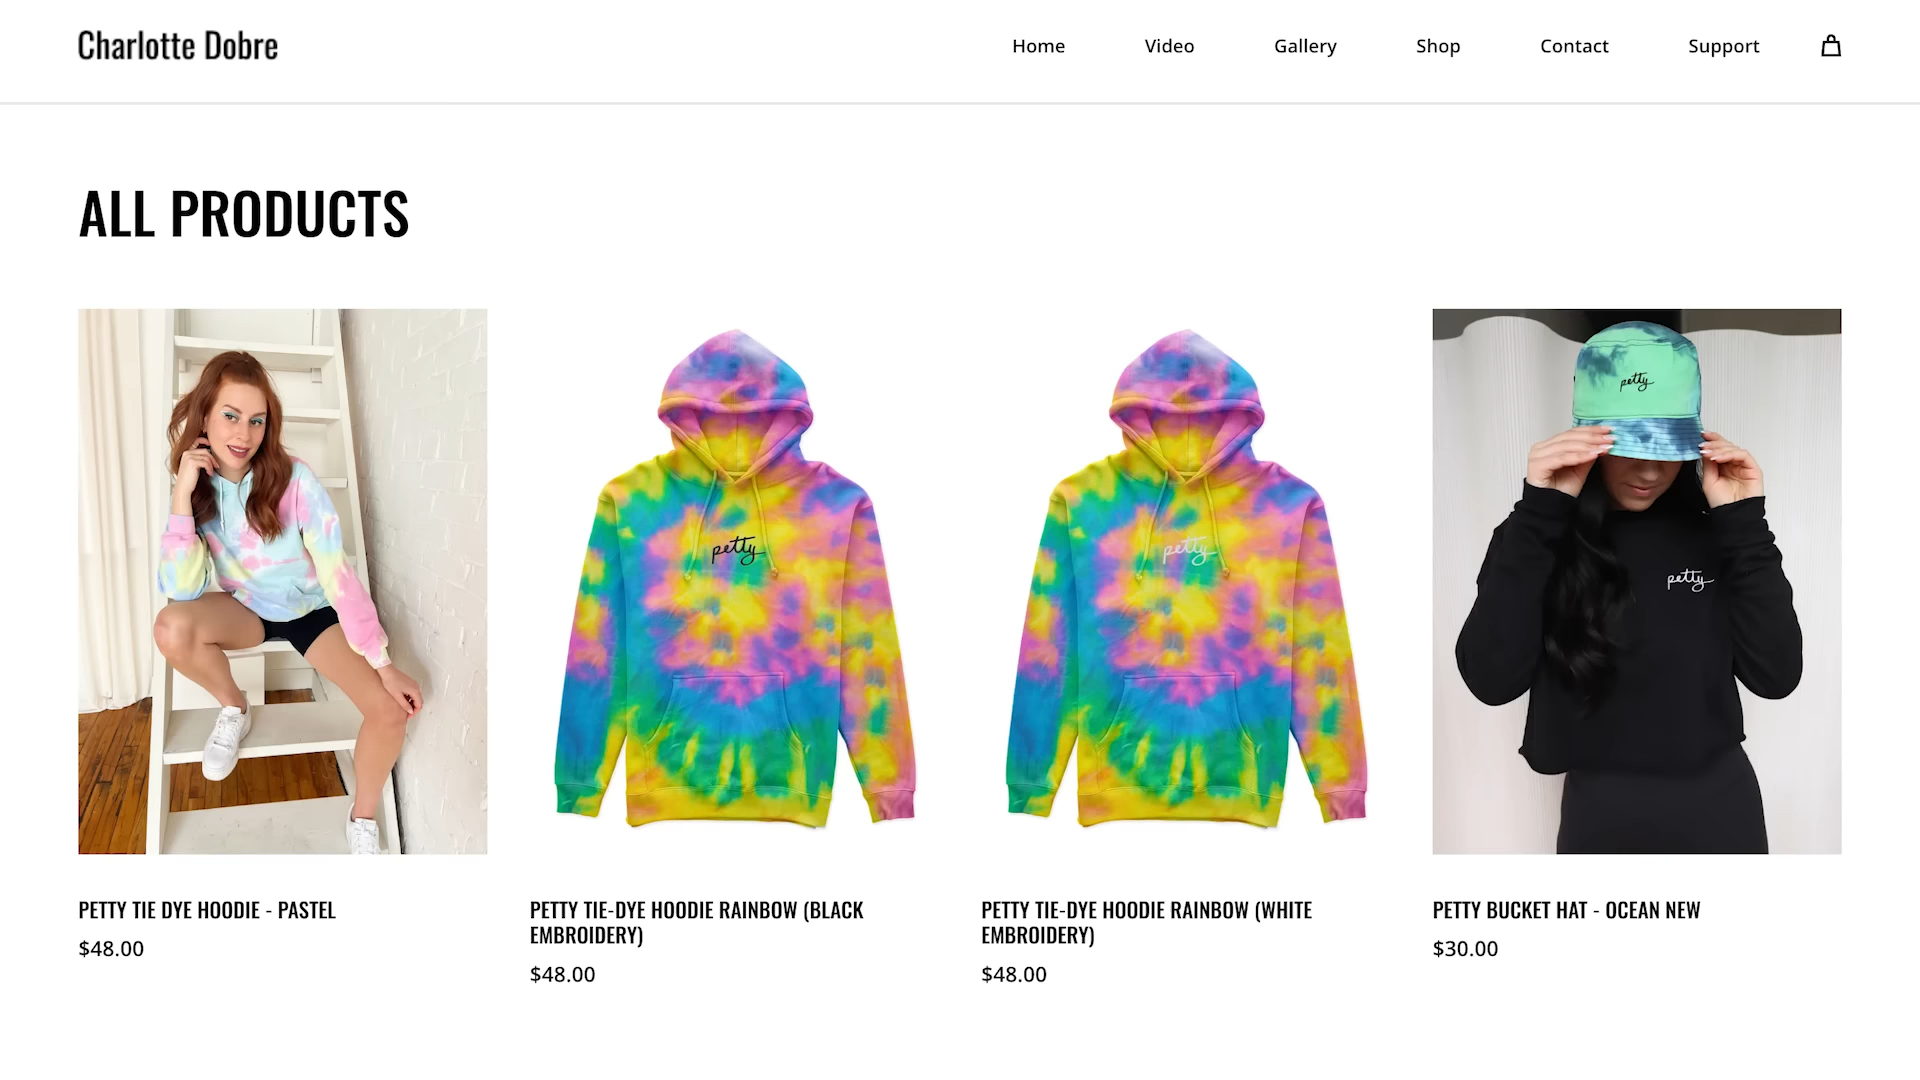 Charlotte Dobre
Home Video Gallery Shop Contact Support
ALL PRODUCTS
petty
petty
petty
petty
PETTY TIE DYE HOODIE - PASTEL
$48.00
PETTY TIE-DYE HOODIE RAINBOW (BLACK
EMBROIDERY)
$48.00
PETTY TIE-DYE HOODIE RAINBOW (WHITE
EMBROIDERY)
$48.00
PETTY BUCKET HAT - OCEAN NEW
$30.00